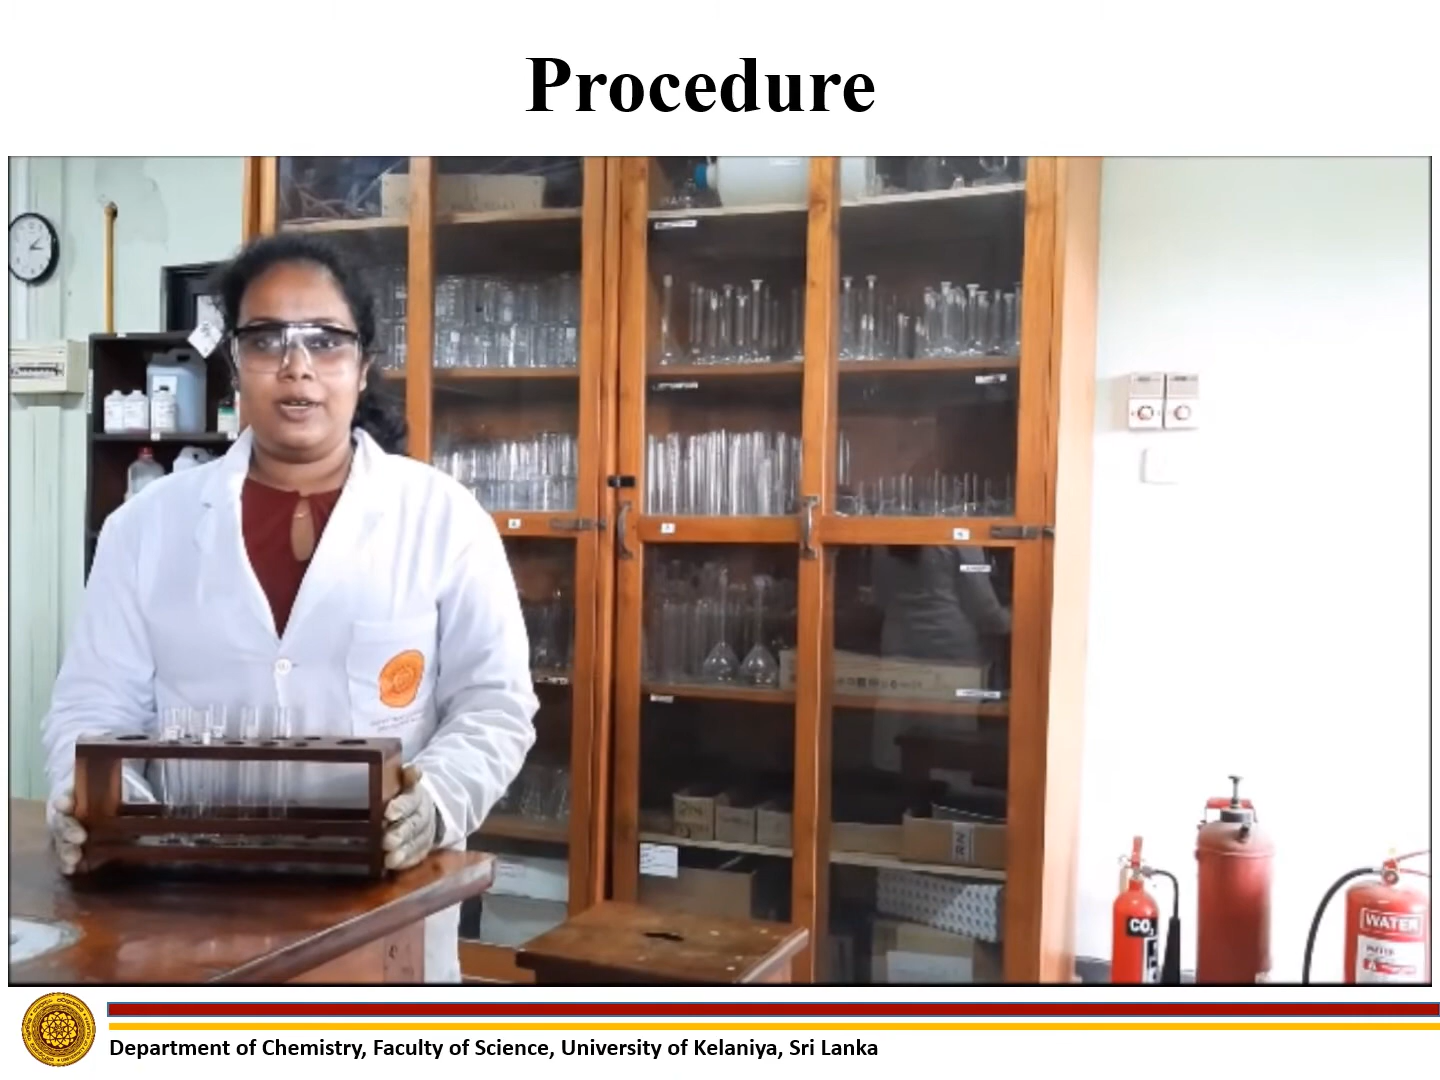 Procedure
CO₂
WATER
Department of Chemistry, Faculty of Science, University of Kelaniya, Sri Lanka